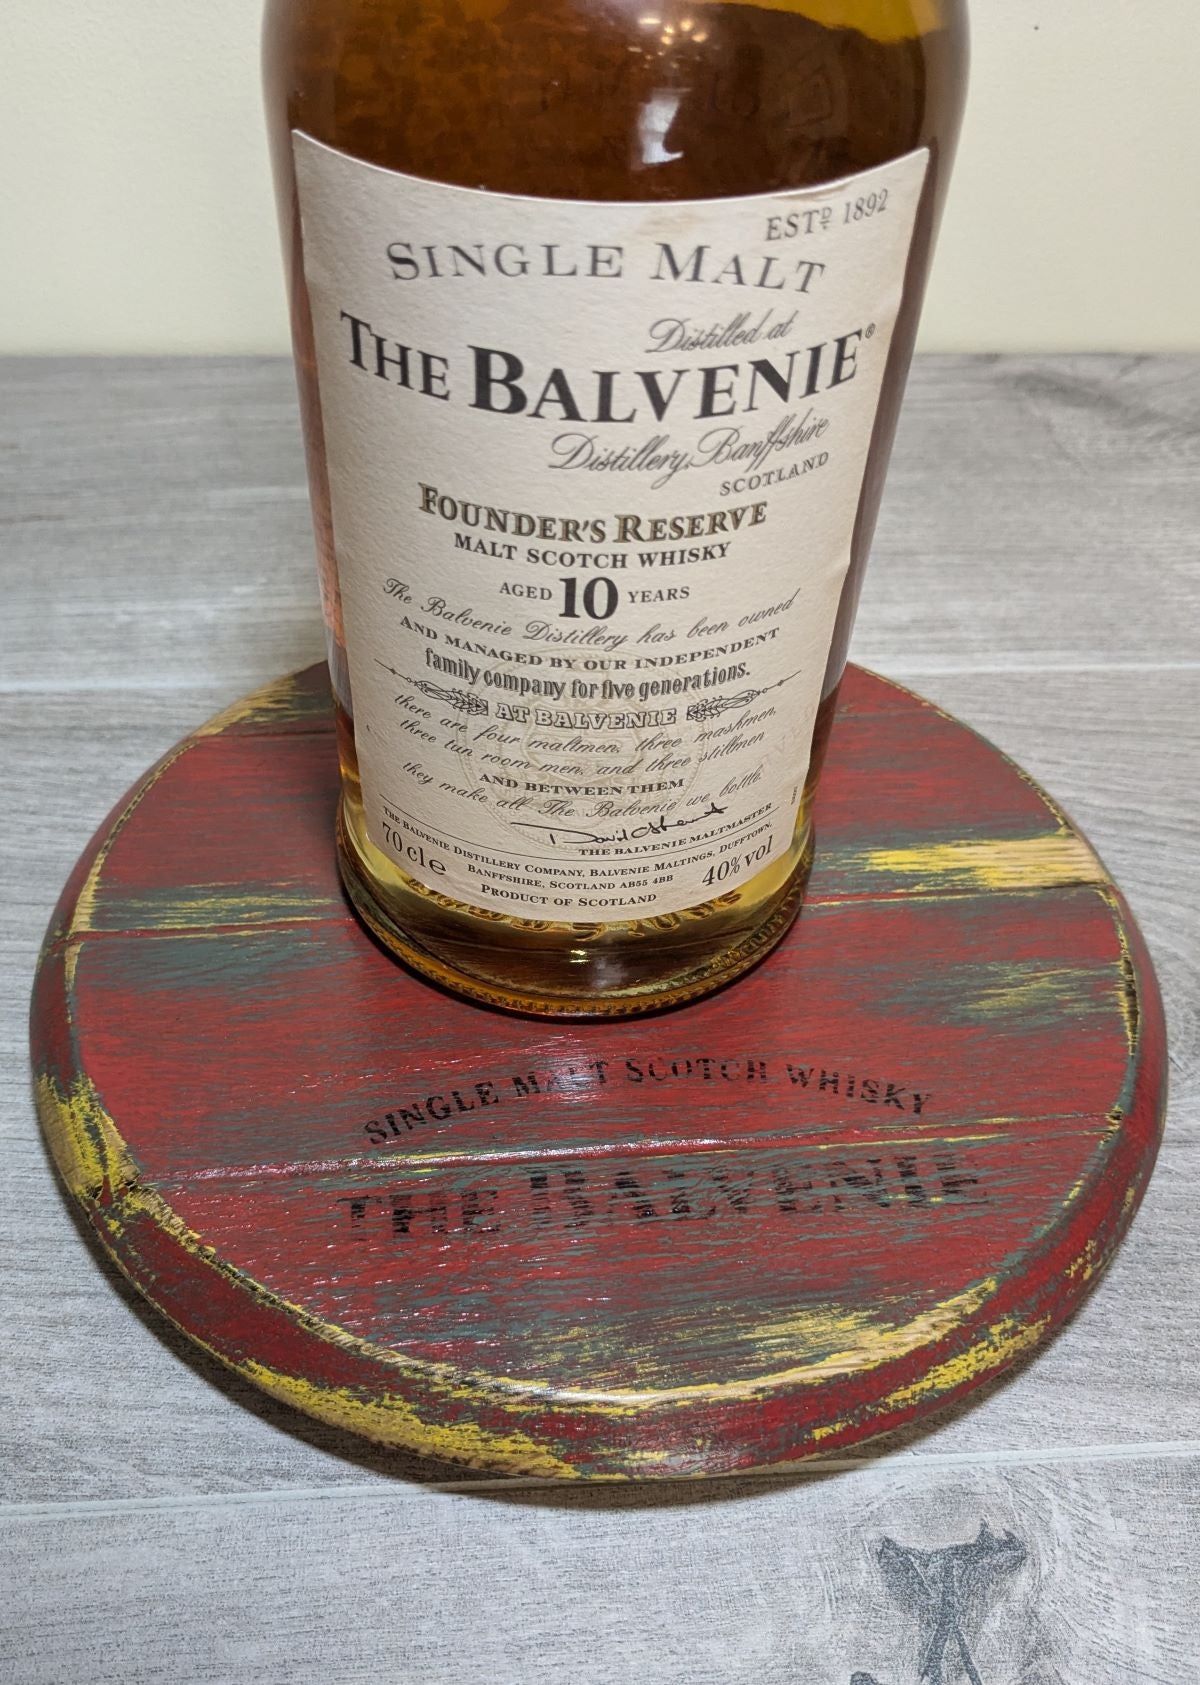 ESTD 1892
SINGLE MALT
Distilled at
THE BALVENIE®
Distillery, Banffshire
SCOTLAND
FOUNDER'S RESERVE
MALT SCOTCH WHISKY
AGED 10 YEARS
The Balvenie Distillery has been owned
AND MANAGED BY OUR INDEPENDENT
family company for five generations.
AT BALVENIE
there are four maltmen, three mashmen,
three tun room men, and three stillmen
AND BETWEEN THEM
they make all The Balvenie we bottle.
THE BALVENIE MALTMASTER
THE BALVENIE DISTILLERY COMPANY, BALVENIE MALTINGS, DUFFTOWN,
70 cl e BANFFSHIRE, SCOTLAND AB55 4BB 40% vol
PRODUCT OF SCOTLAND
SINGLE MALT SCOTCH WHISKY
THE BALVENIE